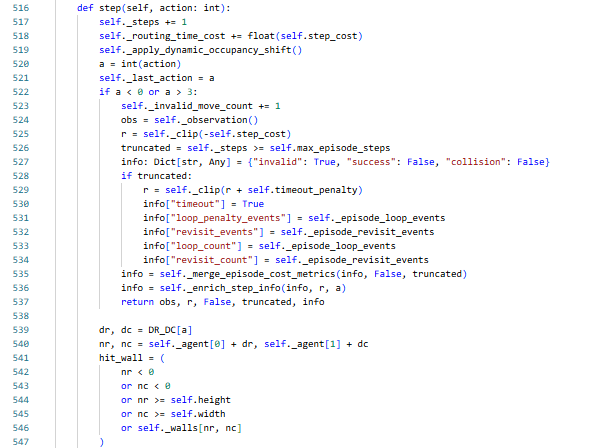 516 def step(self, action: int):
517 self._steps += 1
518 self._routing_time_cost += float(self.step_cost)
519 self._apply_dynamic_occupancy_shift()
520 a = int(action)
521 self._last_action = a
522 if a < 0 or a > 3:
523 self._invalid_move_count += 1
524 obs = self._observation()
525 r = self._clip(-self.step_cost)
526 truncated = self._steps >= self.max_episode_steps
527 info: Dict[str, Any] = {"invalid": True, "success": False, "collision": False}
528 if truncated:
529 r = self._clip(r + self.timeout_penalty)
530 info["timeout"] = True
531 info["loop_penalty_events"] = self._episode_loop_events
532 info["revisit_events"] = self._episode_revisit_events
533 info["loop_count"] = self._episode_loop_events
534 info["revisit_count"] = self._episode_revisit_events
535 info = self._merge_episode_cost_metrics(info, False, truncated)
536 info = self._enrich_step_info(info, r, a)
537 return obs, r, False, truncated, info
538
539 dr, dc = DR_DC[a]
540 nr, nc = self._agent[0] + dr, self._agent[1] + dc
541 hit_wall = (
542 nr < 0
543 or nc < 0
544 or nr >= self.height
545 or nc >= self.width
546 or self._walls[nr, nc]
547 )